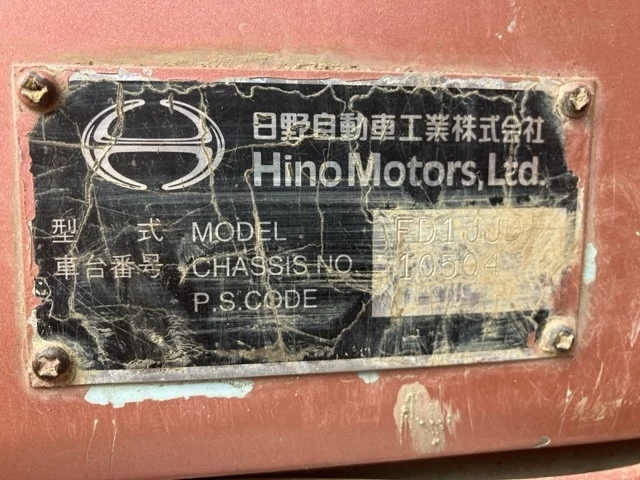 日野自動車工業株式会社
Hino Motors, Ltd.
型 式 MODEL
車台番号 CHASSIS NO. 10504
P.S.CODE